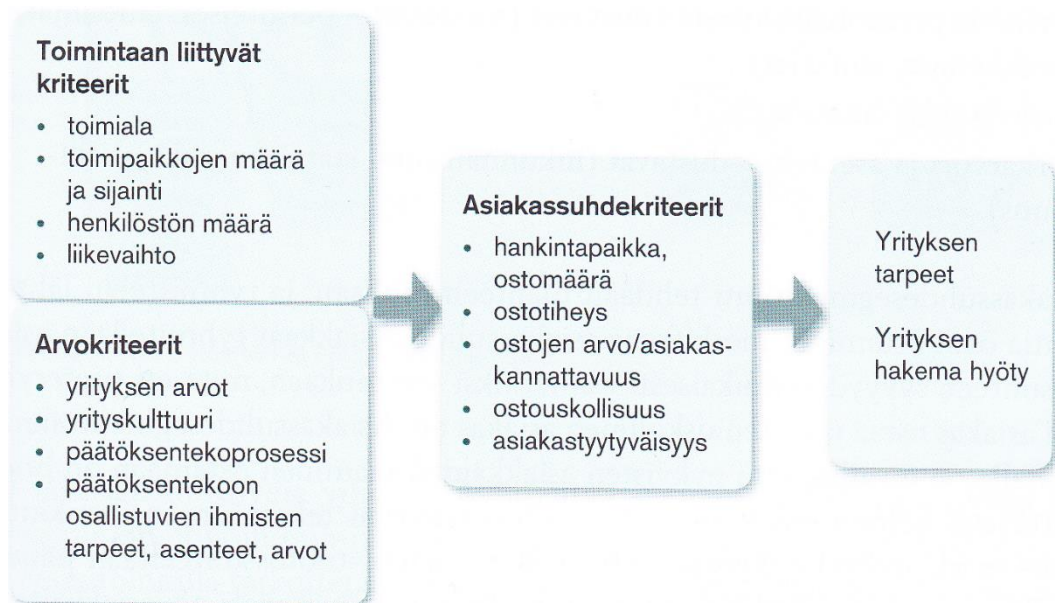 Toimintaan liittyvät
kriteerit
• toimiala
• toimipaikkojen määrä
ja sijainti
• henkilöstön määrä
• liikevaihto
Arvokriteerit
• yrityksen arvot
• yrityskulttuuri
• päätöksentekoprosessi
• päätöksentekoon
osallistuvien ihmisten
tarpeet, asenteet, arvot
Asiakassuhdekriteerit
• hankintapaikka,
ostomäärä
• ostotiheys
• ostojen arvo/asiakas-
kannattavuus
• ostouskollisuus
• asiakastyytyväisyys
Yrityksen
tarpeet
Yrityksen
hakema hyöty